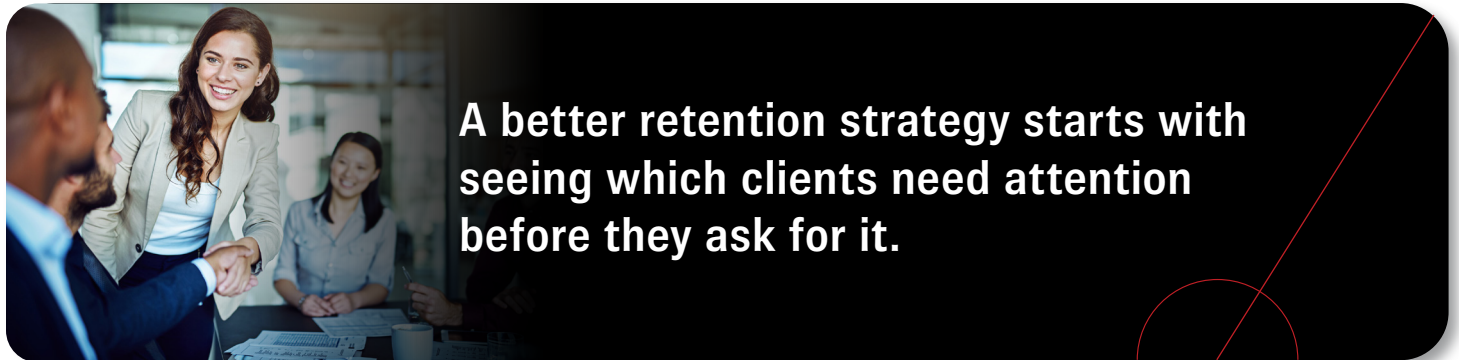 A better retention strategy starts with
seeing which clients need attention
before they ask for it.